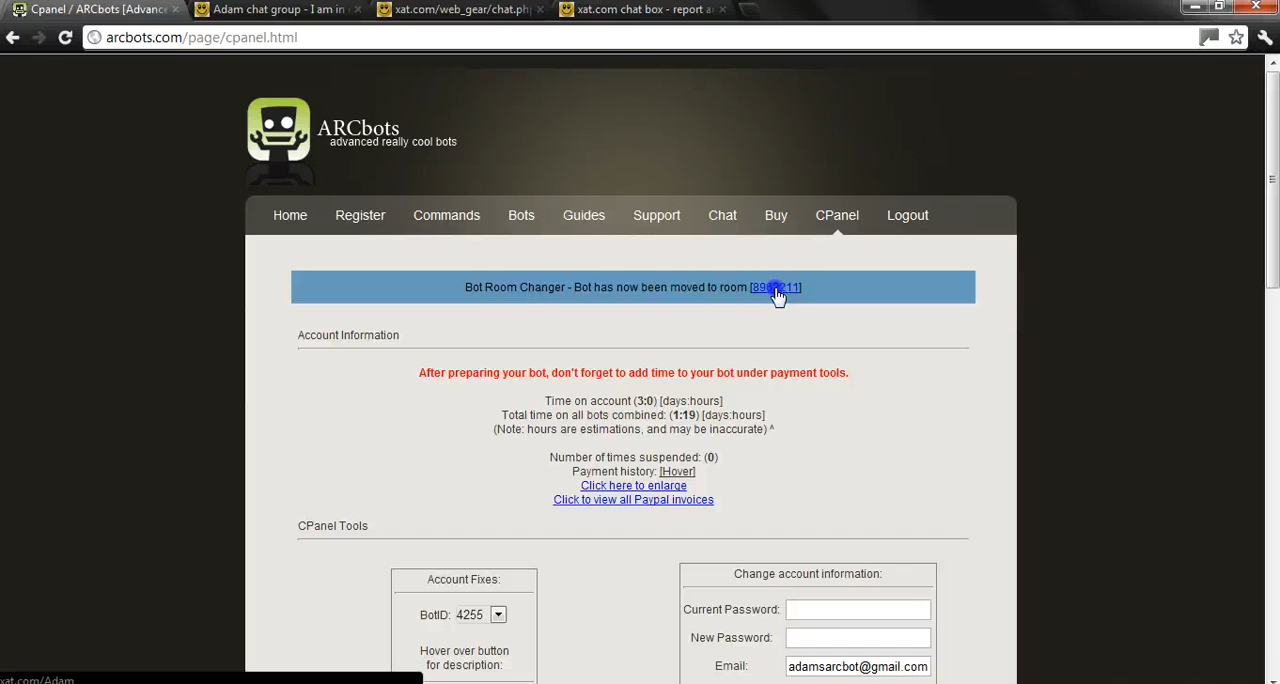 Cpanel / ARCbots [Advance
Adam chat group - I am in
xat.com/web_gear/chat.ph
xat.com chat box - report a
arcbots.com/page/cpanel.html
ARCbots
advanced really cool bots
Home Register Commands Bots Guides Support Chat Buy CPanel Logout
Bot Room Changer - Bot has now been moved to room
Account Information
After preparing your bot, don't forget to add time to your bot under payment tools.
Time on account (3:0) [days:hours]
Total time on all bots combined: (1:19) [days:hours]
(Note: hours are estimations, and may be inaccurate) ^
Number of times suspended: (0)
Payment history: [Hover]
Click here to enlarge
Click to view all Paypal invoices
CPanel Tools
Account Fixes:
BotID: 4255
Hover over button
for description:
Change account information:
Current Password:
New Password:
Email: adamsarcbot@gmail.com
xat.com/Adam